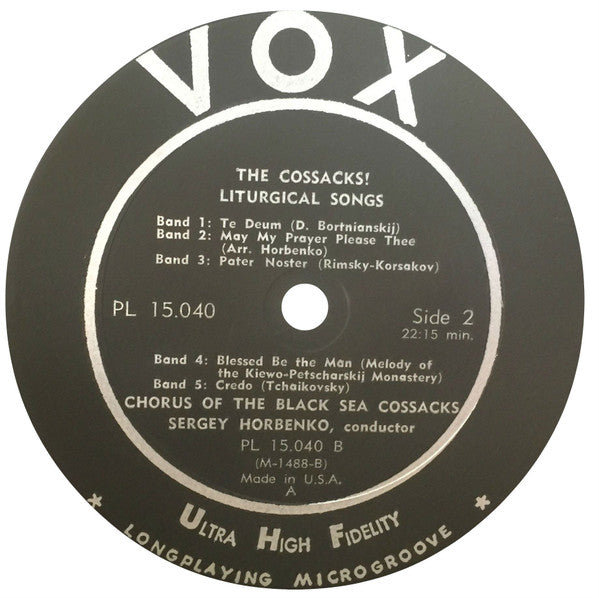 VOX
THE COSSACKS!
LITURGICAL SONGS
Band 1: Te Deum (D. Bortnianskij)
Band 2: May My Prayer Please Thee
(Arr. Horbenko)
Band 3: Pater Noster (Rimsky-Korsakov)
PL 15.040
Side 2
22:15 min.
Band 4: Blessed Be the Man (Melody of
the Kiewo-Petscharskij Monastery)
Band 5: Credo (Tchaikovsky)
CHORUS OF THE BLACK SEA COSSACKS
SERGEY HORBENKO, conductor
PL 15.040 B
(M-1488-B)
Made in U.S.A.
A
ULTRA HIGH FIDELITY
* LONGPLAYING MICROGROOVE *